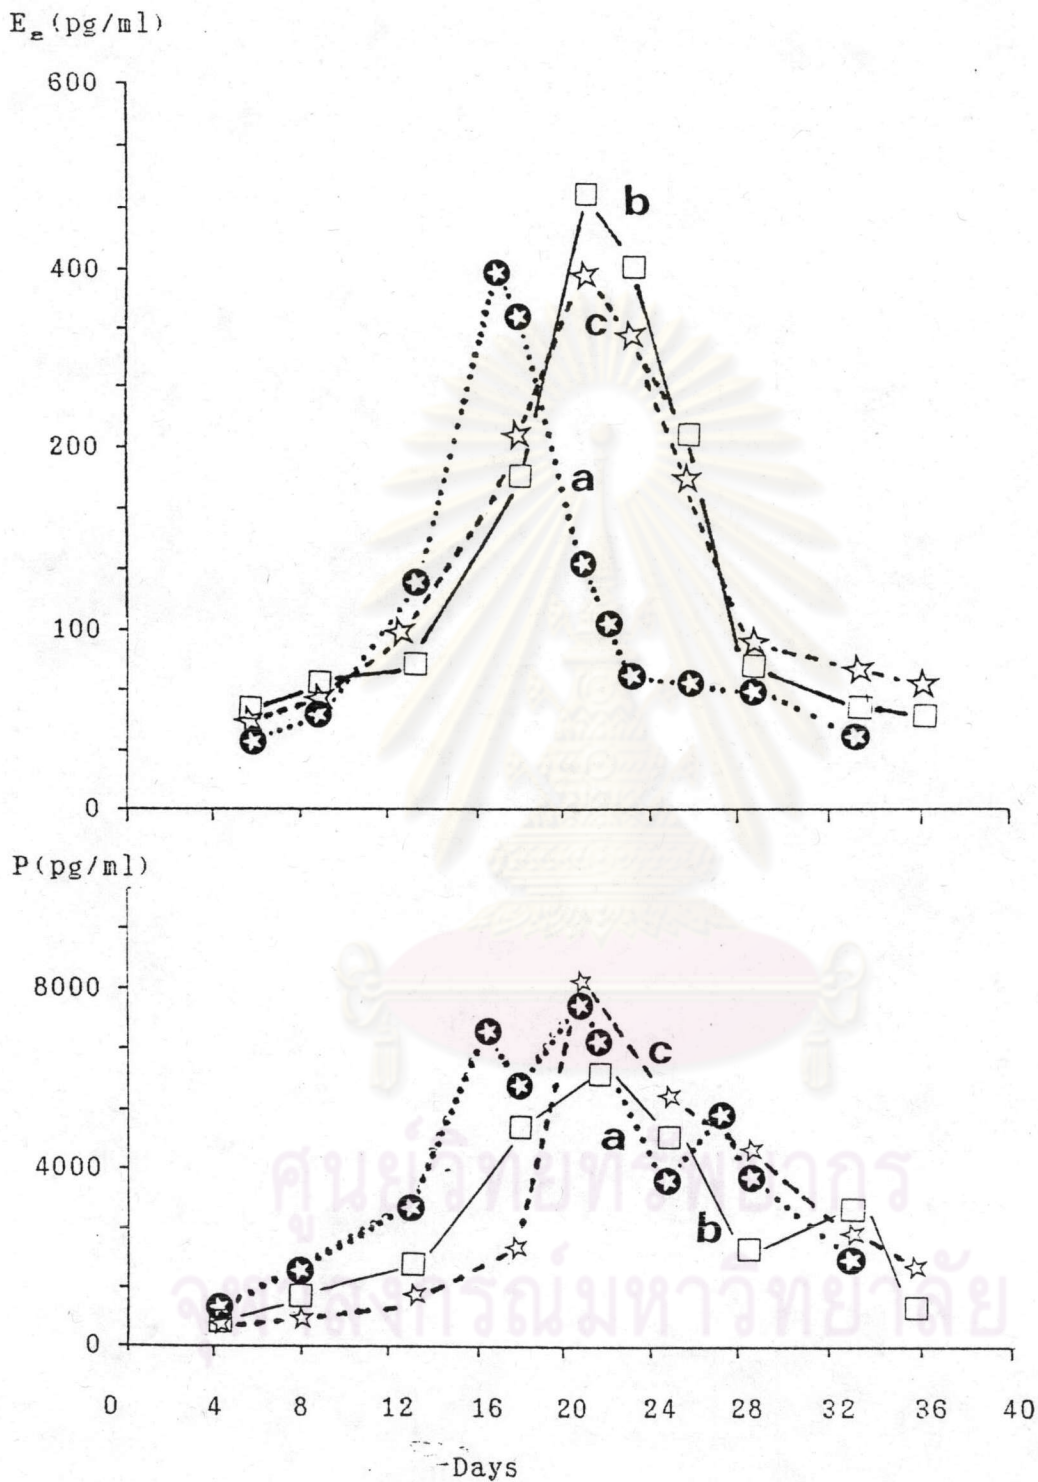 E₂(pg/ml)
600
400
200
100
0
b
c
a
P(pg/ml)
8000
4000
0
c
a
b
ศูนย์วิทยทรัพยากร
จุฬาลงกรณ์มหาวิทยาลัย
0 4 8 12 16 20 24 28 32 36 40
Days